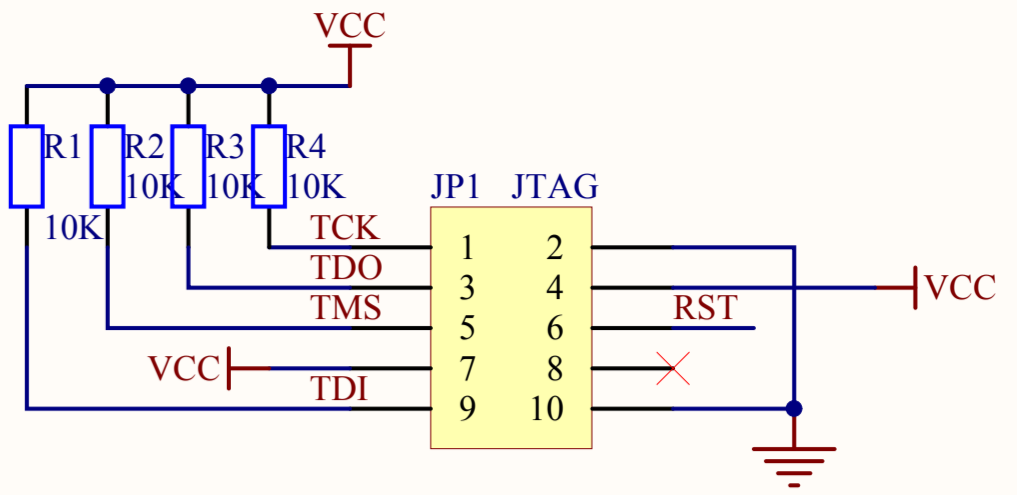 VCC
R1 R2 R3 R4
10K 10K 10K
10K
JP1 JTAG
TCK 1 2
TDO 3 4 VCC
TMS 5 6 RST
VCC 7 8
TDI 9 10